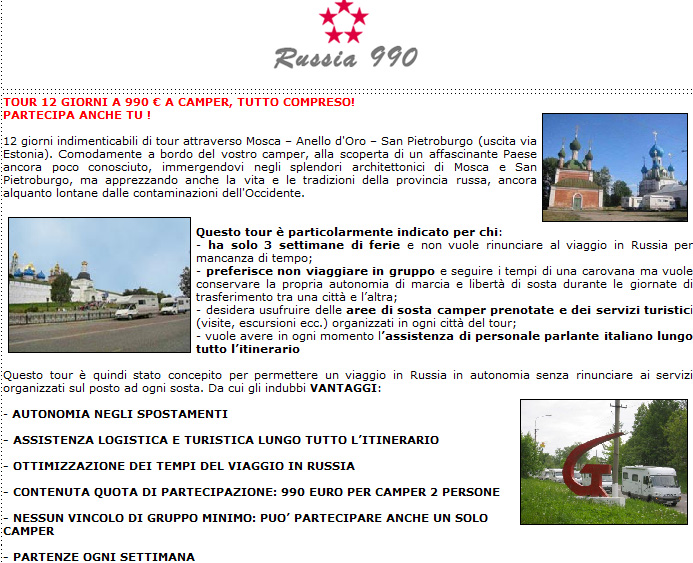 Russia 990
TOUR 12 GIORNI A 990 € A CAMPER, TUTTO COMPRESO!
PARTECIPA ANCHE TU !
12 giorni indimenticabili di tour attraverso Mosca – Anello d'Oro – San Pietroburgo (uscita via
Estonia). Comodamente a bordo del vostro camper, alla scoperta di un affascinante Paese
ancora poco conosciuto, immergendovi negli splendori architettonici di Mosca e San
Pietroburgo, ma apprezzando anche la vita e le tradizioni della provincia russa, ancora
alquanto lontane dalle contaminazioni dell'Occidente.
Questo tour è particolarmente indicato per chi:
- ha solo 3 settimane di ferie e non vuole rinunciare al viaggio in Russia per
mancanza di tempo;
- preferisce non viaggiare in gruppo e seguire i tempi di una carovana ma vuole
conservare la propria autonomia di marcia e libertà di sosta durante le giornate di
trasferimento tra una città e l'altra;
- desidera usufruire delle aree di sosta camper prenotate e dei servizi turistici
(visite, escursioni ecc.) organizzati in ogni città del tour;
- vuole avere in ogni momento l'assistenza di personale parlante italiano lungo
tutto l'itinerario
Questo tour è quindi stato concepito per permettere un viaggio in Russia in autonomia senza rinunciare ai servizi
organizzati sul posto ad ogni sosta. Da cui gli indubbi VANTAGGI:
- AUTONOMIA NEGLI SPOSTAMENTI
- ASSISTENZA LOGISTICA E TURISTICA LUNGO TUTTO L'ITINERARIO
- OTTIMIZZAZIONE DEI TEMPI DEL VIAGGIO IN RUSSIA
- CONTENUTA QUOTA DI PARTECIPAZIONE: 990 EURO PER CAMPER 2 PERSONE
- NESSUN VINCOLO DI GRUPPO MINIMO: PUO' PARTECIPARE ANCHE UN SOLO
CAMPER
- PARTENZE OGNI SETTIMANA